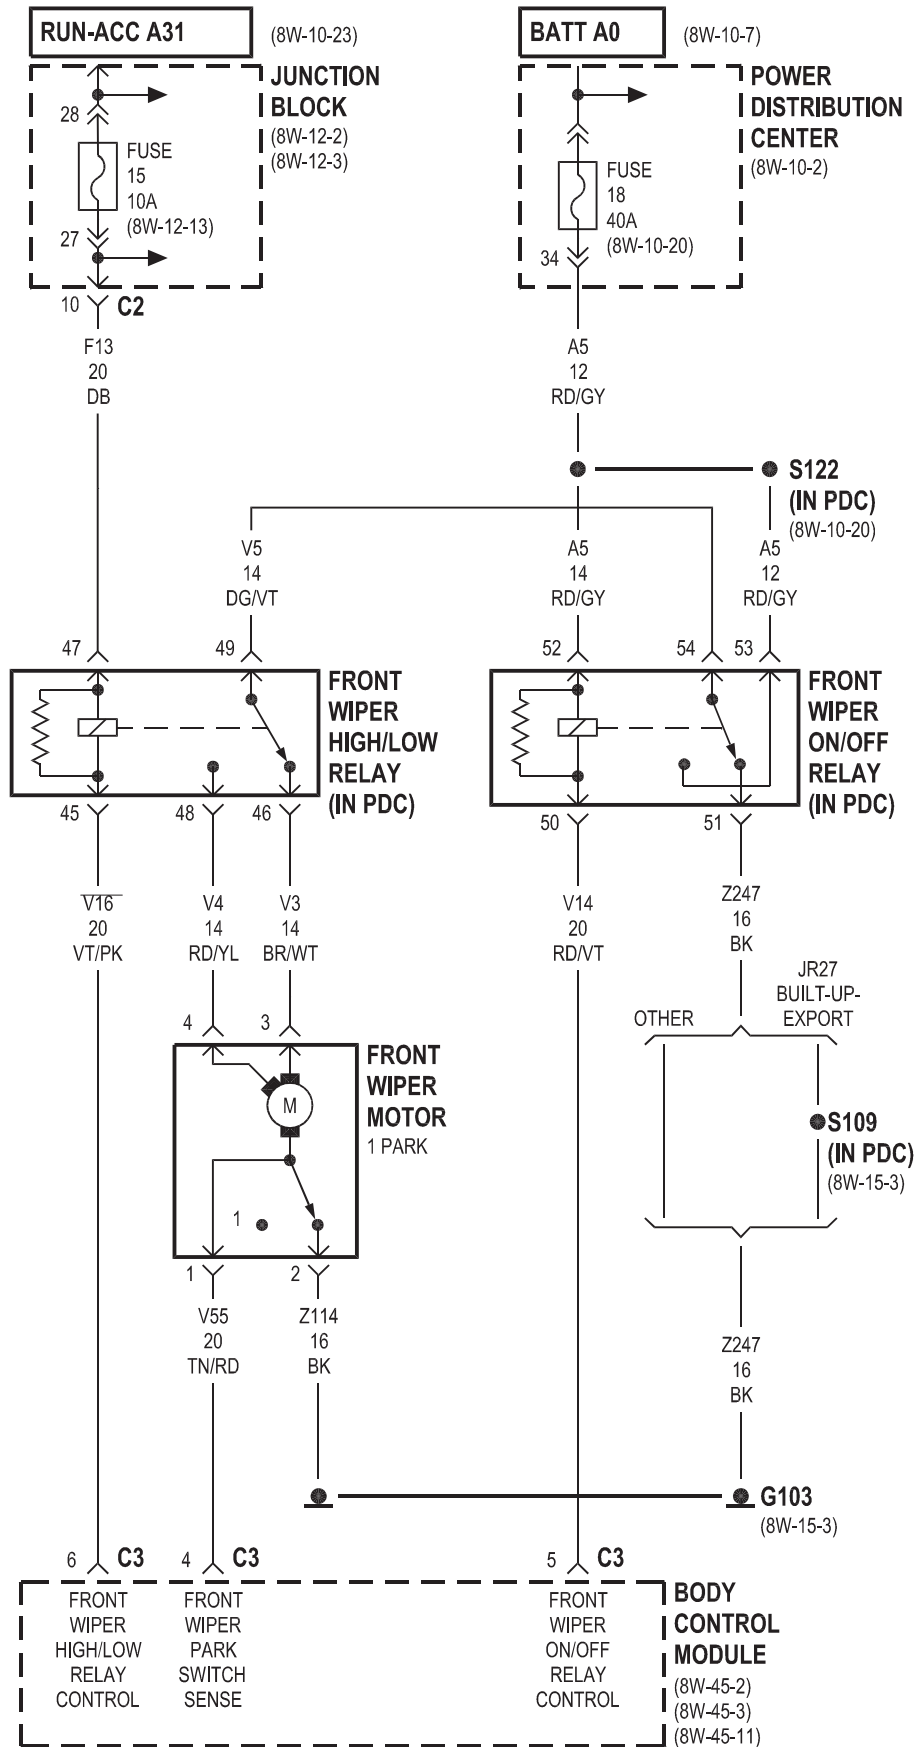 RUN-ACC A31
(8W-10-23)
BATT A0
(8W-10-7)
JUNCTION
BLOCK
(8W-12-2)
(8W-12-3)
28
FUSE
15
10A
(8W-12-13)
27
10
C2
POWER
DISTRIBUTION
CENTER
(8W-10-2)
FUSE
18
40A
(8W-10-20)
34
F13
20
DB
A5
12
RD/GY
S122
(IN PDC)
(8W-10-20)
V5
14
DG/VT
A5
14
RD/GY
A5
12
RD/GY
47
49
52
54
53
FRONT
WIPER
HIGH/LOW
RELAY
(IN PDC)
FRONT
WIPER
ON/OFF
RELAY
(IN PDC)
45
48
46
50
51
V16
20
VT/PK
V4
14
RD/YL
V3
14
BR/WT
V14
20
RD/VT
Z247
16
BK
OTHER
JR27
BUILT-UP-
EXPORT
4
3
FRONT
WIPER
MOTOR
1 PARK
M
1
1
2
S109
(IN PDC)
(8W-15-3)
V55
20
TN/RD
Z114
16
BK
Z247
16
BK
G103
(8W-15-3)
6
C3
4
C3
5
C3
FRONT
WIPER
HIGH/LOW
RELAY
CONTROL
FRONT
WIPER
PARK
SWITCH
SENSE
FRONT
WIPER
ON/OFF
RELAY
CONTROL
BODY
CONTROL
MODULE
(8W-45-2)
(8W-45-3)
(8W-45-11)